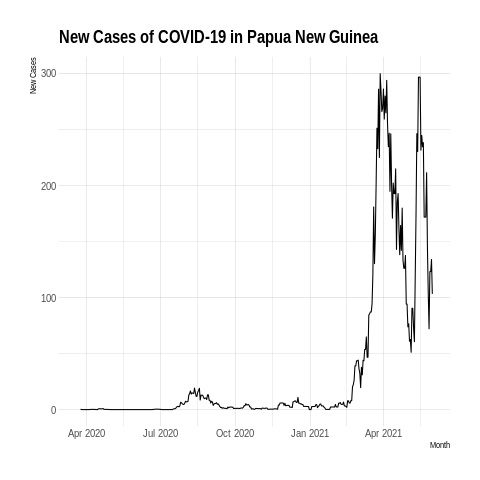 New Cases of COVID-19 in Papua New Guinea
New Cases
300
200
100
0
Apr 2020 Jul 2020 Oct 2020 Jan 2021 Apr 2021
Month